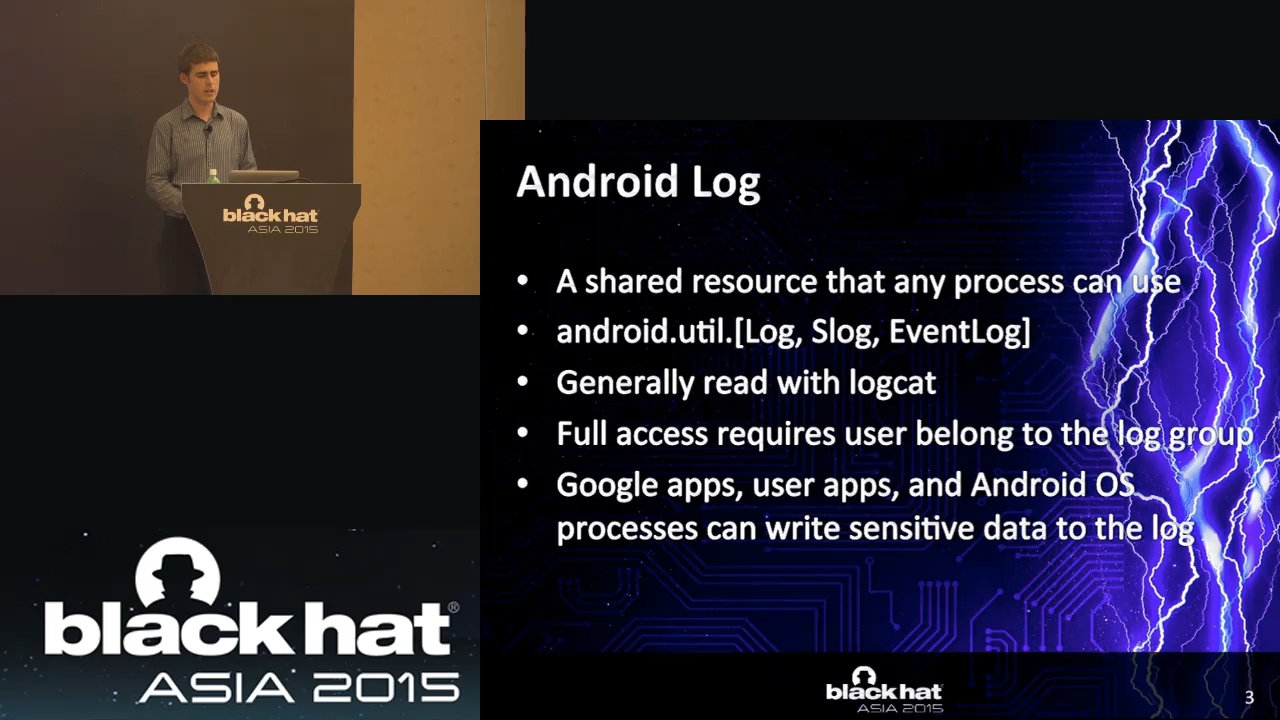 black hat
ASIA 2015
Android Log
• A shared resource that any process can use
• android.util.[Log, Slog, EventLog]
• Generally read with logcat
• Full access requires user belong to the log group
• Google apps, user apps, and Android OS
processes can write sensitive data to the log
black hat®
ASIA 2015
black hat
ASIA 2015
3